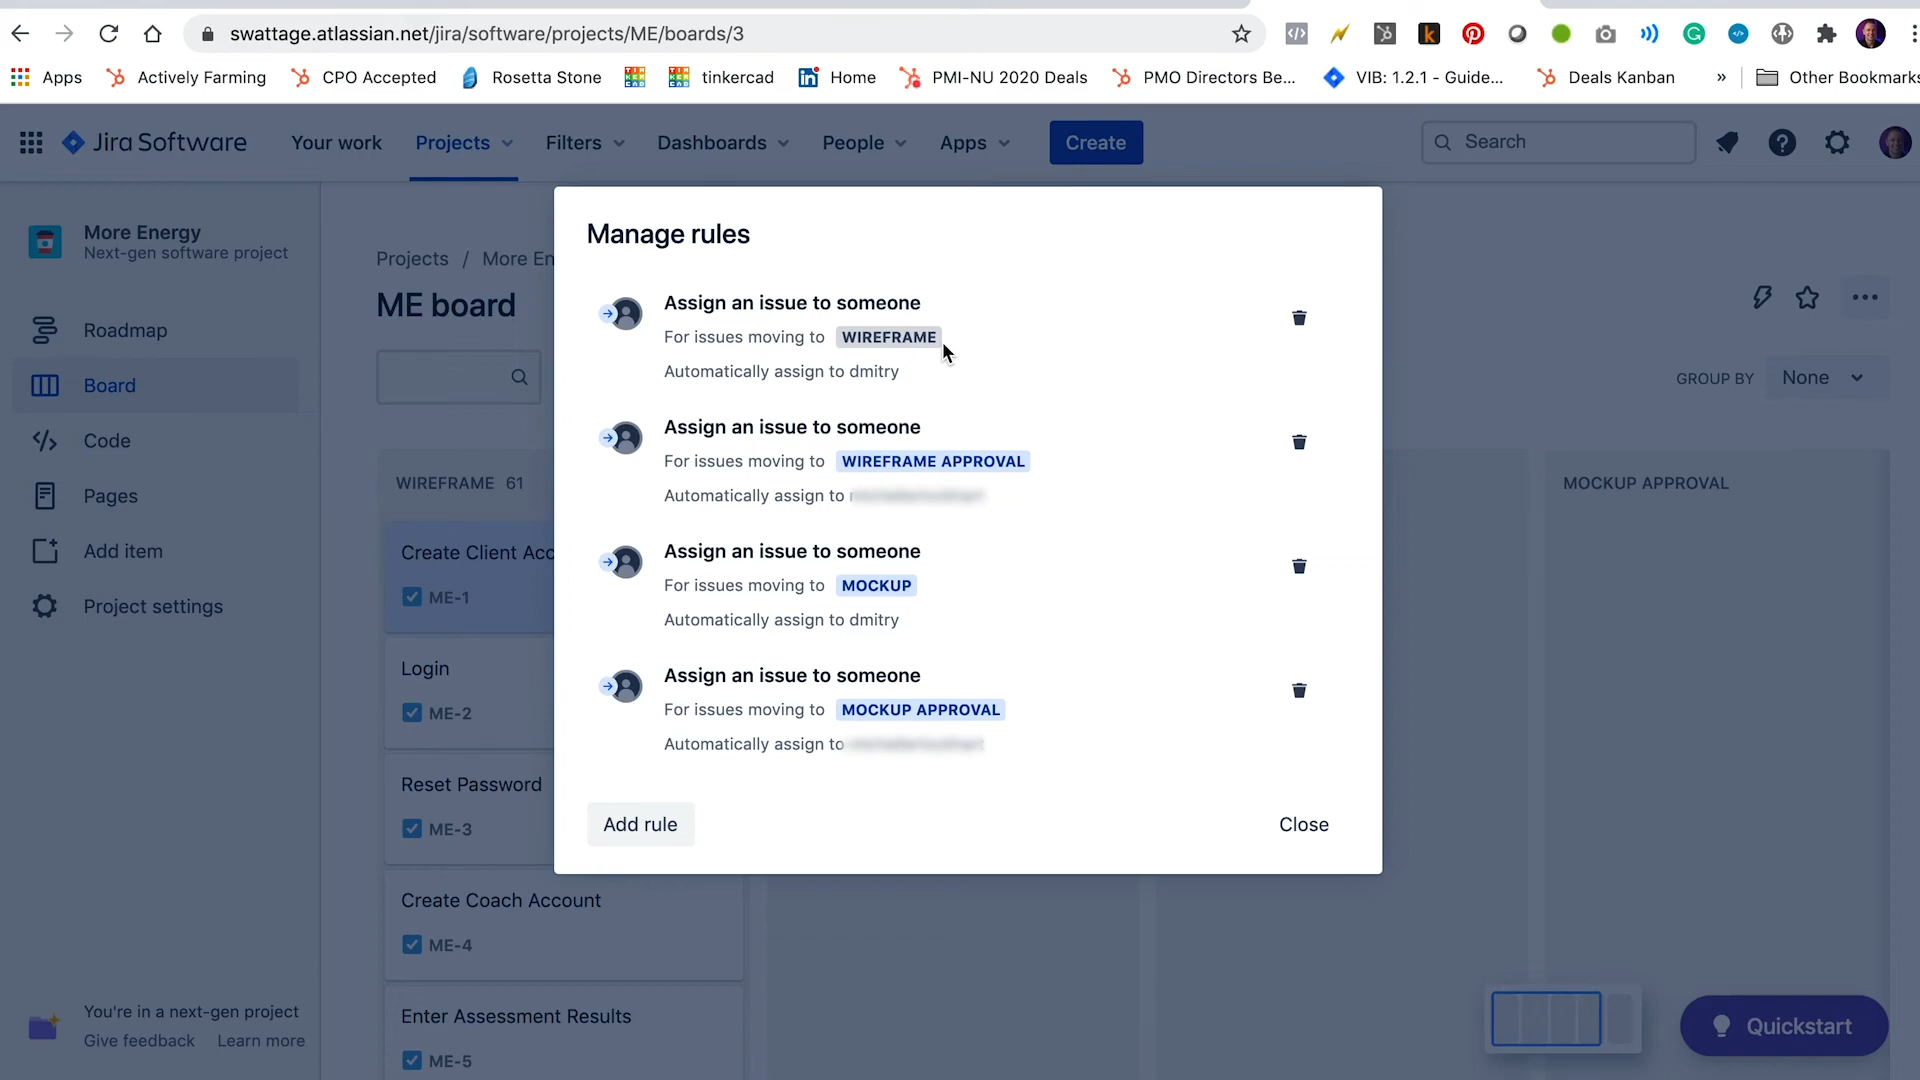 swattage.atlassian.net/jira/software/projects/ME/boards/3
Apps Actively Farming CPO Accepted Rosetta Stone tinkercad Home PMI-NU 2020 Deals PMO Directors Be... VIB: 1.2.1 - Guide... Deals Kanban » Other Bookmarks
Jira Software Your work Projects Filters Dashboards People Apps Create Search
More Energy
Next-gen software project
Roadmap
Board
Code
Pages
Add item
Project settings
You're in a next-gen project
Give feedback Learn more
Projects / More En
ME board
GROUP BY None
WIREFRAME 61
MOCKUP APPROVAL
Create Client Acc
ME-1
Login
ME-2
Reset Password
ME-3
Create Coach Account
ME-4
Enter Assessment Results
ME-5
Manage rules
Assign an issue to someone
For issues moving to WIREFRAME
Automatically assign to dmitry
Assign an issue to someone
For issues moving to WIREFRAME APPROVAL
Automatically assign to
Assign an issue to someone
For issues moving to MOCKUP
Automatically assign to dmitry
Assign an issue to someone
For issues moving to MOCKUP APPROVAL
Automatically assign to
Add rule Close
Quickstart